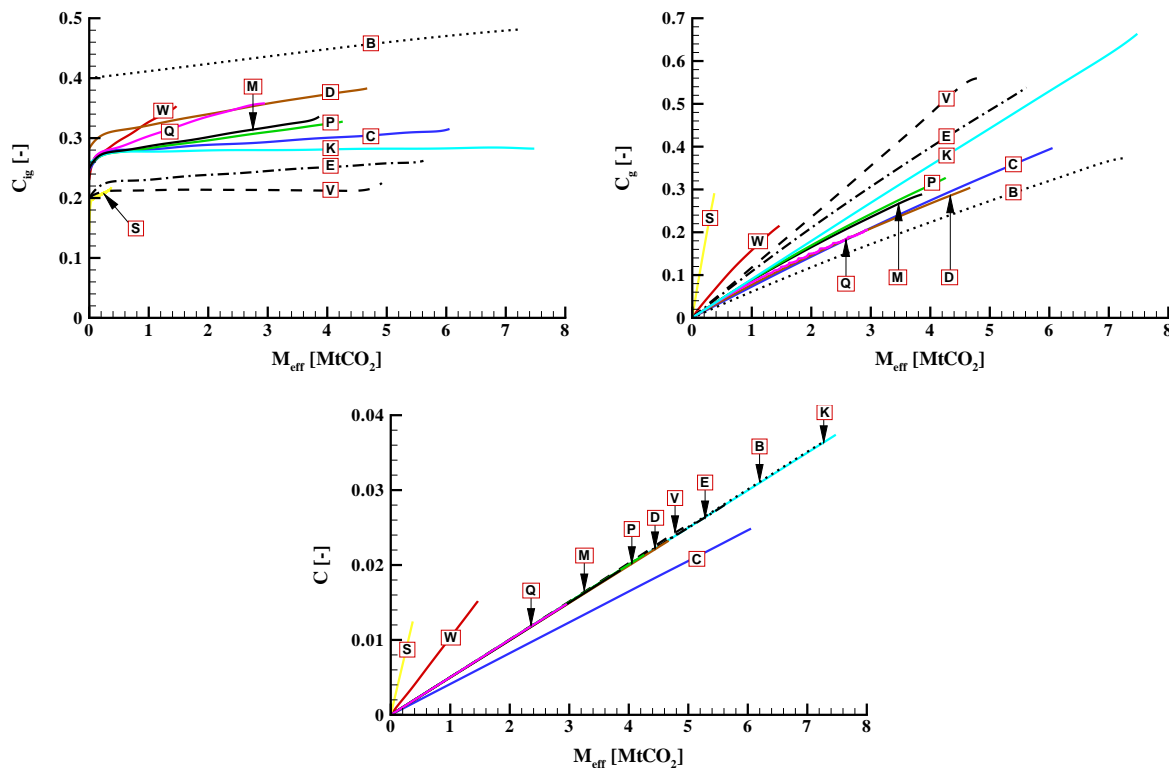 0.5
0.4
0.3
0.2
0.1
0
C_ig [-]
B
D
M
W
Q
P
C
K
E
V
S
0 1 2 3 4 5 6 7 8
M_eff [MtCO_2]
0.7
0.6
0.5
0.4
0.3
0.2
0.1
0
C_g [-]
V
E
K
C
P
B
S
W
Q
M
D
0 1 2 3 4 5 6 7 8
M_eff [MtCO_2]
0.04
0.03
0.02
0.01
0
C [-]
K
B
E
V
D
P
M
Q
C
W
S
0 1 2 3 4 5 6 7 8
M_eff [MtCO_2]